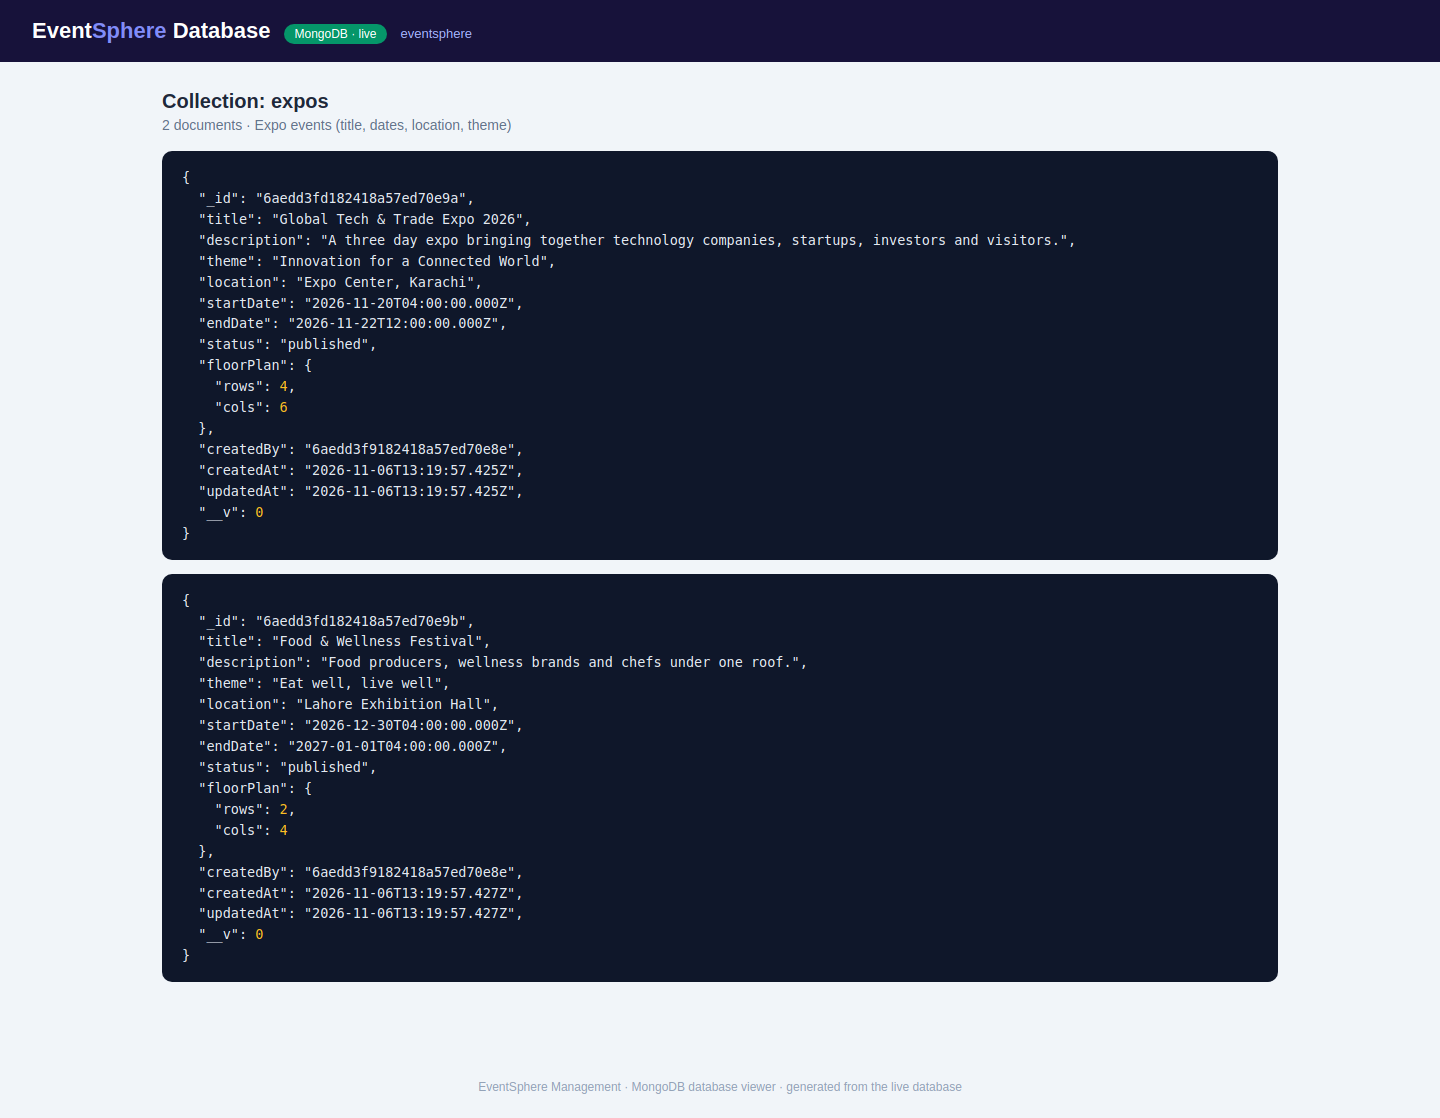 EventSphere Database MongoDB · live eventsphere
Collection: expos
2 documents · Expo events (title, dates, location, theme)
{
  "_id": "6aedd3fd182418a57ed70e9a",
  "title": "Global Tech & Trade Expo 2026",
  "description": "A three day expo bringing together technology companies, startups, investors and visitors.",
  "theme": "Innovation for a Connected World",
  "location": "Expo Center, Karachi",
  "startDate": "2026-11-20T04:00:00.000Z",
  "endDate": "2026-11-22T12:00:00.000Z",
  "status": "published",
  "floorPlan": {
    "rows": 4,
    "cols": 6
  },
  "createdBy": "6aedd3f9182418a57ed70e8e",
  "createdAt": "2026-11-06T13:19:57.425Z",
  "updatedAt": "2026-11-06T13:19:57.425Z",
  "__v": 0
}
{
  "_id": "6aedd3fd182418a57ed70e9b",
  "title": "Food & Wellness Festival",
  "description": "Food producers, wellness brands and chefs under one roof.",
  "theme": "Eat well, live well",
  "location": "Lahore Exhibition Hall",
  "startDate": "2026-12-30T04:00:00.000Z",
  "endDate": "2027-01-01T04:00:00.000Z",
  "status": "published",
  "floorPlan": {
    "rows": 2,
    "cols": 4
  },
  "createdBy": "6aedd3f9182418a57ed70e8e",
  "createdAt": "2026-11-06T13:19:57.427Z",
  "updatedAt": "2026-11-06T13:19:57.427Z",
  "__v": 0
}
EventSphere Management · MongoDB database viewer · generated from the live database